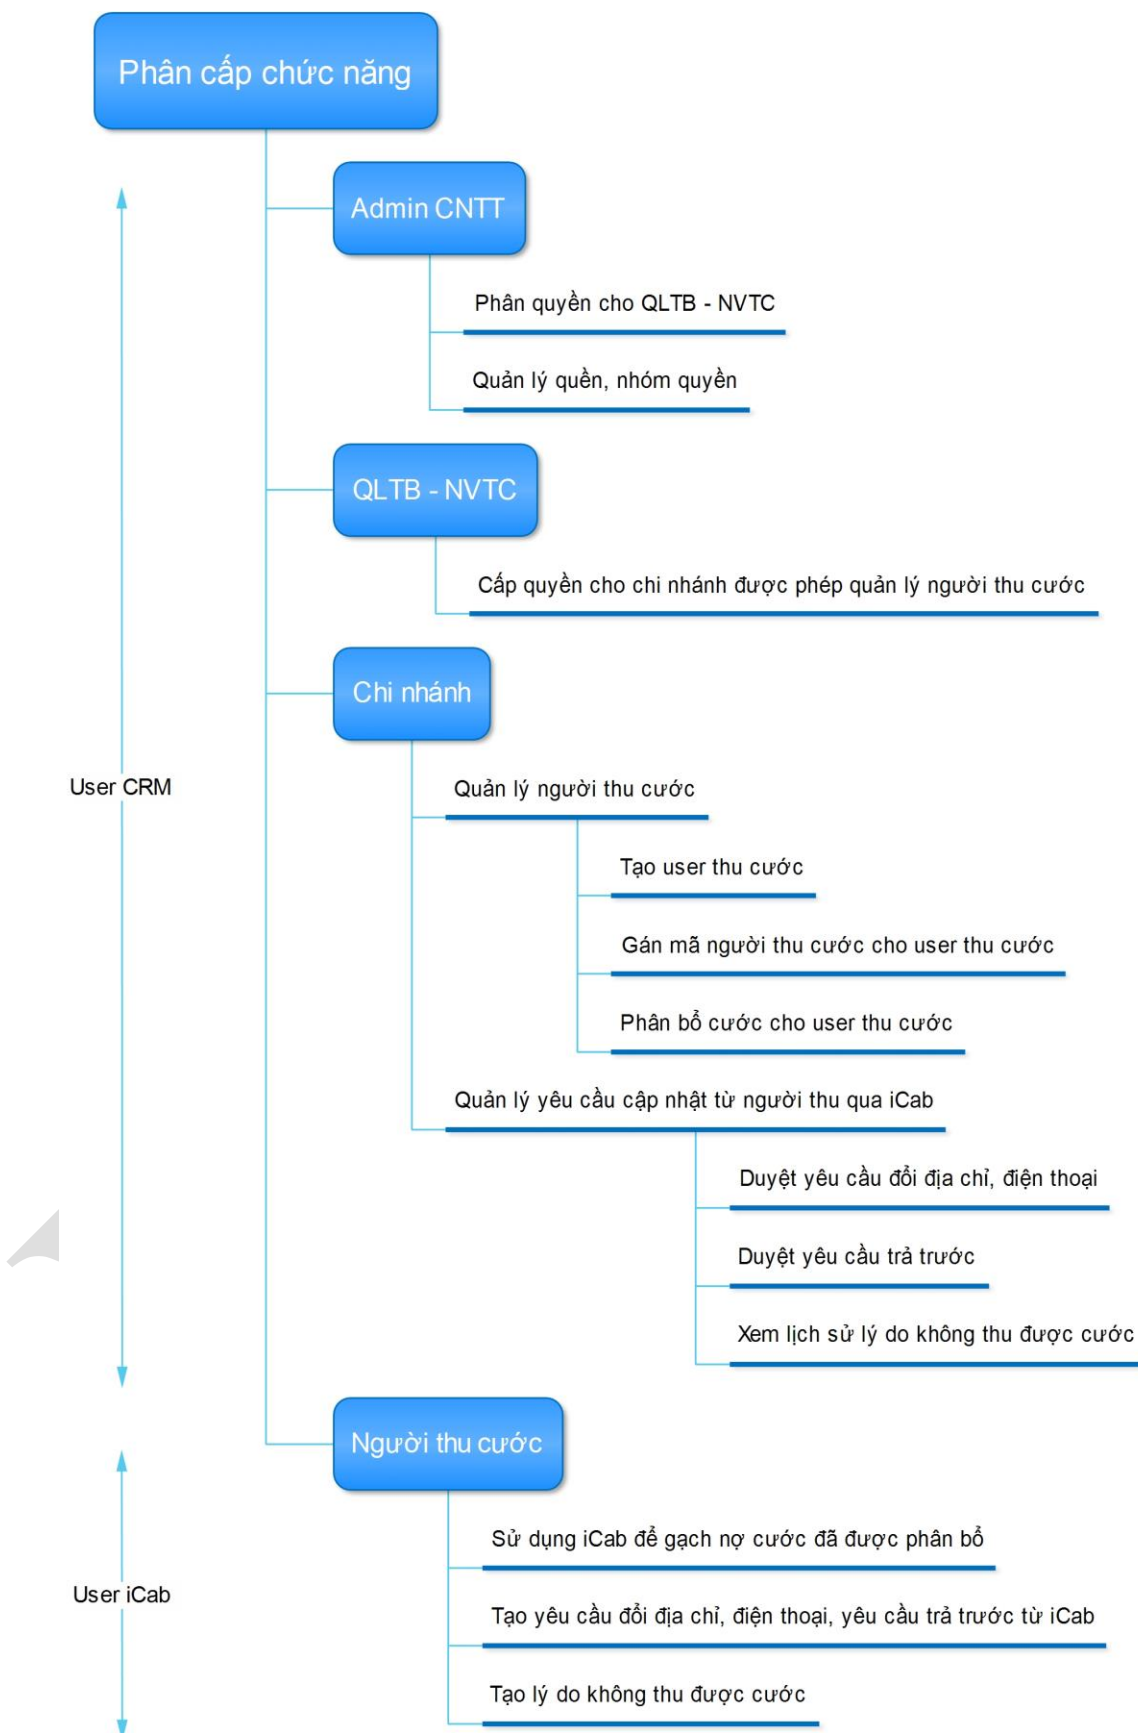 Phân cấp chức năng
Admin CNTT
Phân quyền cho QLTB - NVTC
Quản lý quền, nhóm quyền
QLTB - NVTC
Cấp quyền cho chi nhánh được phép quản lý người thu cước
Chi nhánh
User CRM
Quản lý người thu cước
Tạo user thu cước
Gán mã người thu cước cho user thu cước
Phân bổ cước cho user thu cước
Quản lý yêu cầu cập nhật từ người thu qua iCab
Duyệt yêu cầu đổi địa chỉ, điện thoại
Duyệt yêu cầu trả trước
Xem lịch sử lý do không thu được cước
Người thu cước
Sử dụng iCab để gạch nợ cước đã được phân bổ
User iCab
Tạo yêu cầu đổi địa chỉ, điện thoại, yêu cầu trả trước từ iCab
Tạo lý do không thu được cước